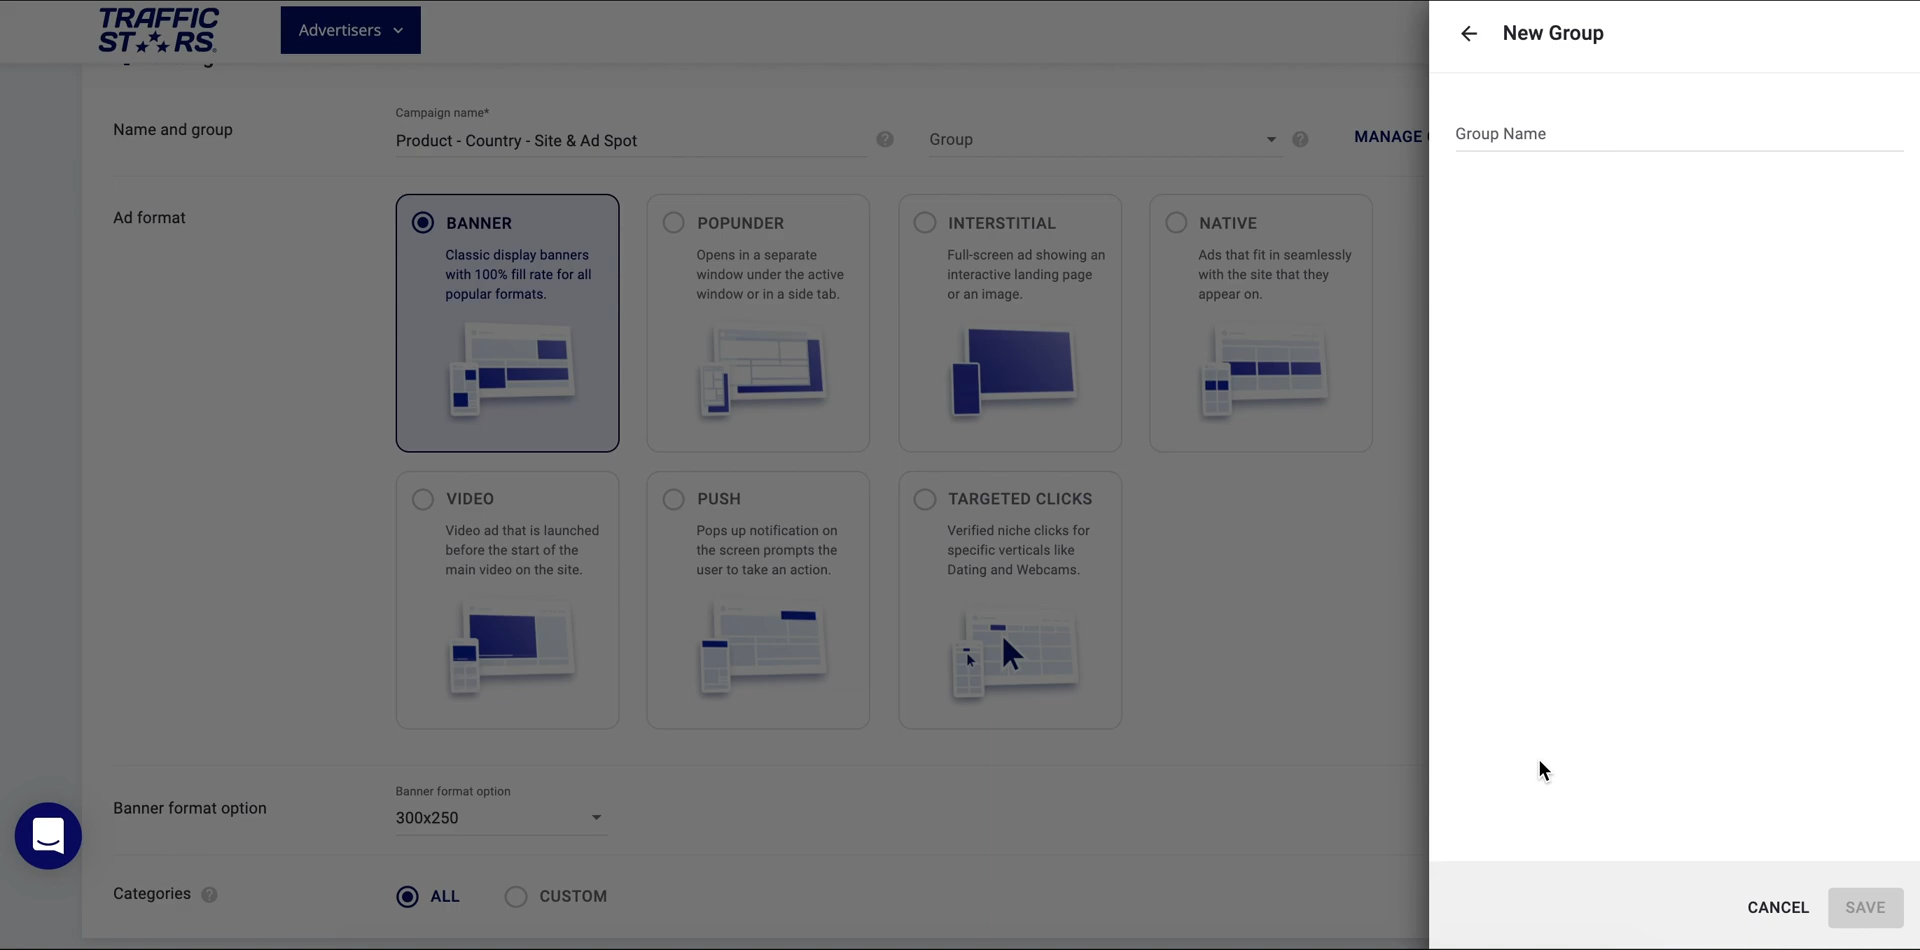 TRAFFIC
STARS
Advertisers
New Group
Name and group
Campaign name*
Product - Country - Site & Ad Spot
Group
MANAGE
Group Name
Ad format
BANNER
Classic display banners
with 100% fill rate for all
popular formats.
POPUNDER
Opens in a separate
window under the active
window or in a side tab.
INTERSTITIAL
Full-screen ad showing an
interactive landing page
or an image.
NATIVE
Ads that fit in seamlessly
with the site that they
appear on.
VIDEO
Video ad that is launched
before the start of the
main video on the site.
PUSH
Pops up notification on
the screen prompts the
user to take an action.
TARGETED CLICKS
Verified niche clicks for
specific verticals like
Dating and Webcams.
Banner format option
Banner format option
300x250
Categories
ALL
CUSTOM
CANCEL
SAVE